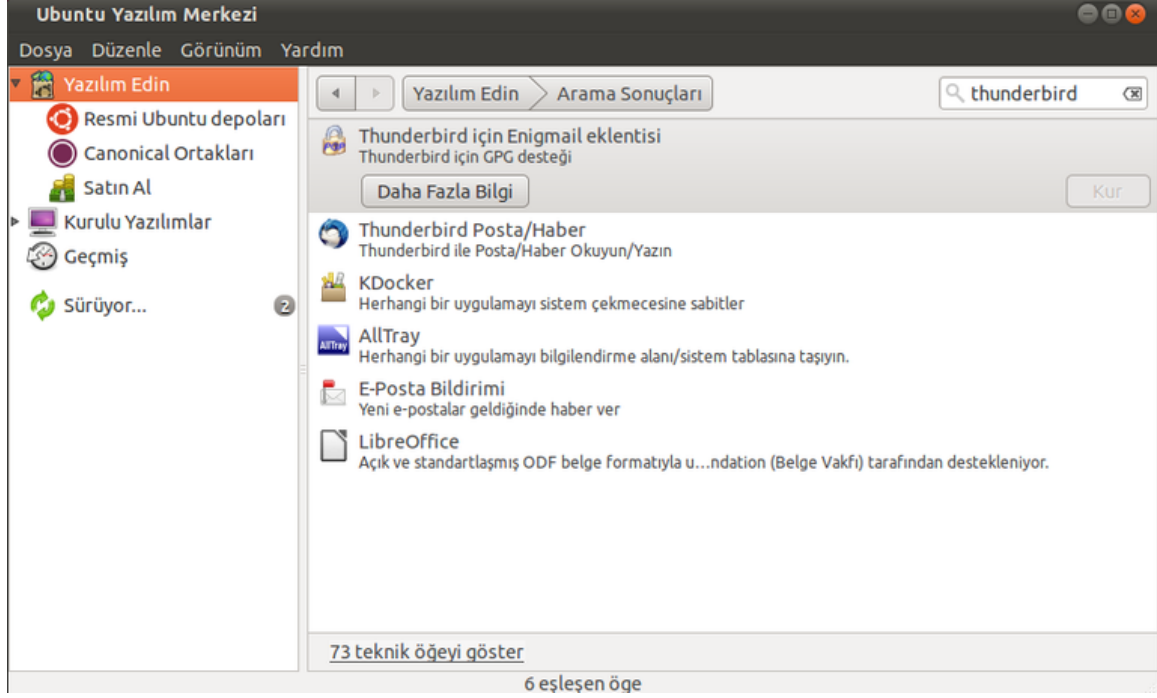 Ubuntu Yazılım Merkezi
Dosya Düzenle Görünüm Yardım
Yazılım Edin
Resmi Ubuntu depoları
Canonical Ortakları
Satın Al
Kurulu Yazılımlar
Geçmiş
Sürüyor... 2
Yazılım Edin Arama Sonuçları thunderbird
Thunderbird için Enigmail eklentisi
Thunderbird için GPG desteği
Daha Fazla Bilgi Kur
Thunderbird Posta/Haber
Thunderbird ile Posta/Haber Okuyun/Yazın
KDocker
Herhangi bir uygulamayı sistem çekmecesine sabitler
AllTray
AllTray
Herhangi bir uygulamayı bilgilendirme alanı/sistem tablasına taşıyın.
E-Posta Bildirimi
Yeni e-postalar geldiğinde haber ver
LibreOffice
Açık ve standartlaşmış ODF belge formatıyla u...ndation (Belge Vakfı) tarafından destekleniyor.
73 teknik öğeyi göster
6 eşleşen öge